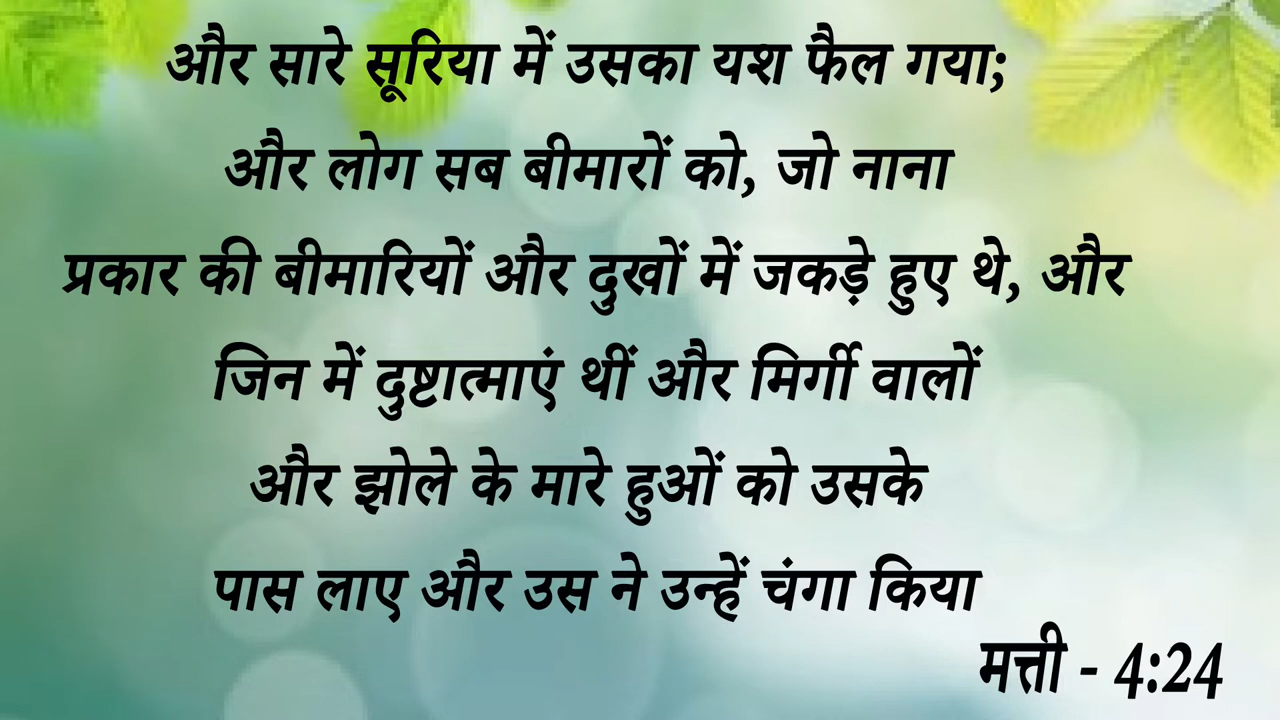 और सारे सूरिया में उसका यश फैल गया;
और लोग सब बीमारों को, जो नाना
प्रकार की बीमारियों और दुखों में जकड़े हुए थे, और
जिन में दुष्टात्माएं थीं और मिर्गी वालों
और झोले के मारे हुओं को उसके
पास लाए और उस ने उन्हें चंगा किया
मत्ती - 4:24